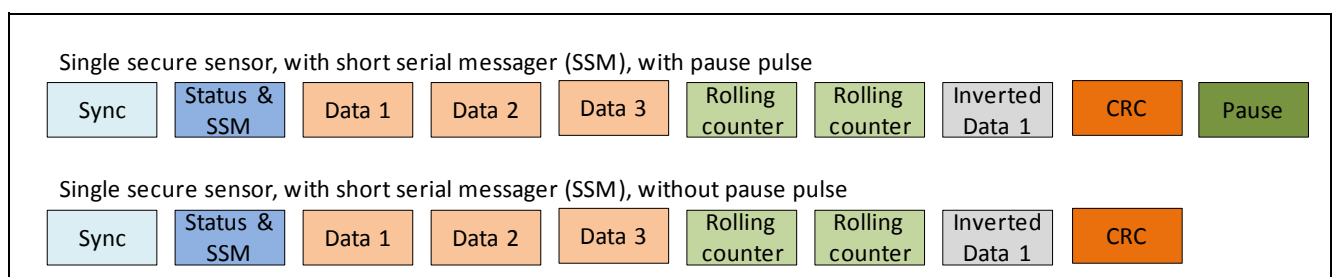 Single secure sensor, with short serial messager (SSM), with pause pulse
Sync
Status &
SSM
Data 1
Data 2
Data 3
Rolling
counter
Rolling
counter
Inverted
Data 1
CRC
Pause
Single secure sensor, with short serial messager (SSM), without pause pulse
Sync
Status &
SSM
Data 1
Data 2
Data 3
Rolling
counter
Rolling
counter
Inverted
Data 1
CRC